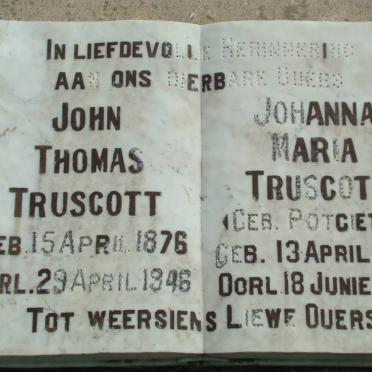 IN LIEFDEVOLLE HERINNERING
AAN ONS DIERBARE OUERS
JOHN
THOMAS
TRUSCOTT
GEB. 15 APRIL 1876
OORL. 29 APRIL 1946
JOHANNA
MARIA
TRUSCOTT
(GEB. POTGIET
GEB. 13 APRIL
OORL. 18 JUNIE
TOT WEERSIENS LIEWE OUERS